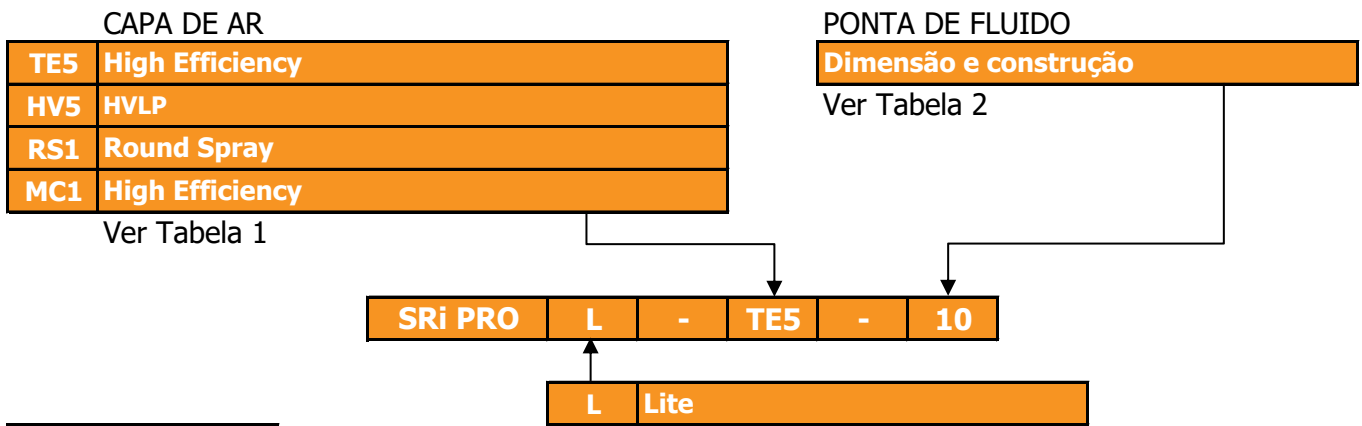 CAPA DE AR
TE5 High Efficiency
HV5 HVLP
RS1 Round Spray
MC1 High Efficiency
Ver Tabela 1
PONTA DE FLUIDO
Dimensão e construção
Ver Tabela 2
SRi PRO L - TE5 - 10
L Lite